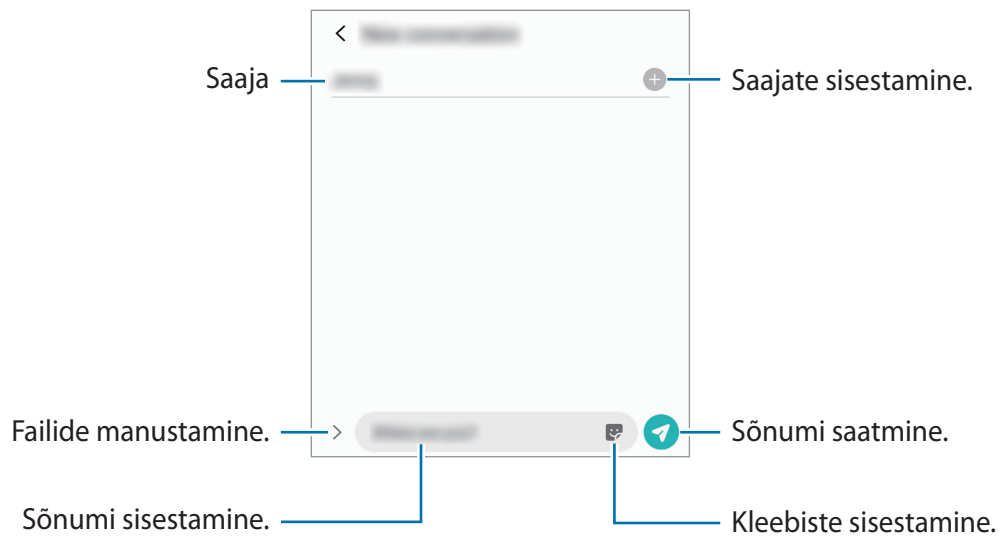 Saaja
Saajate sisestamine.
Failide manustamine.
Sõnumi saatmine.
Sõnumi sisestamine.
Kleebiste sisestamine.